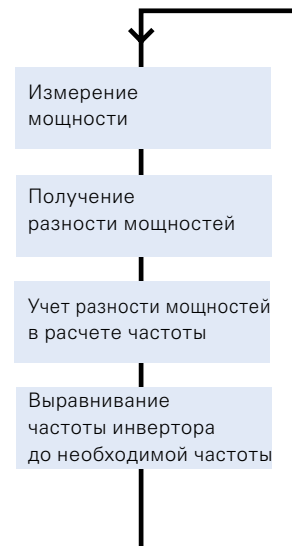 Измерение
мощности
Получение
разности мощностей
Учет разности мощностей
в расчете частоты
Выравнивание
частоты инвертора
до необходимой частоты